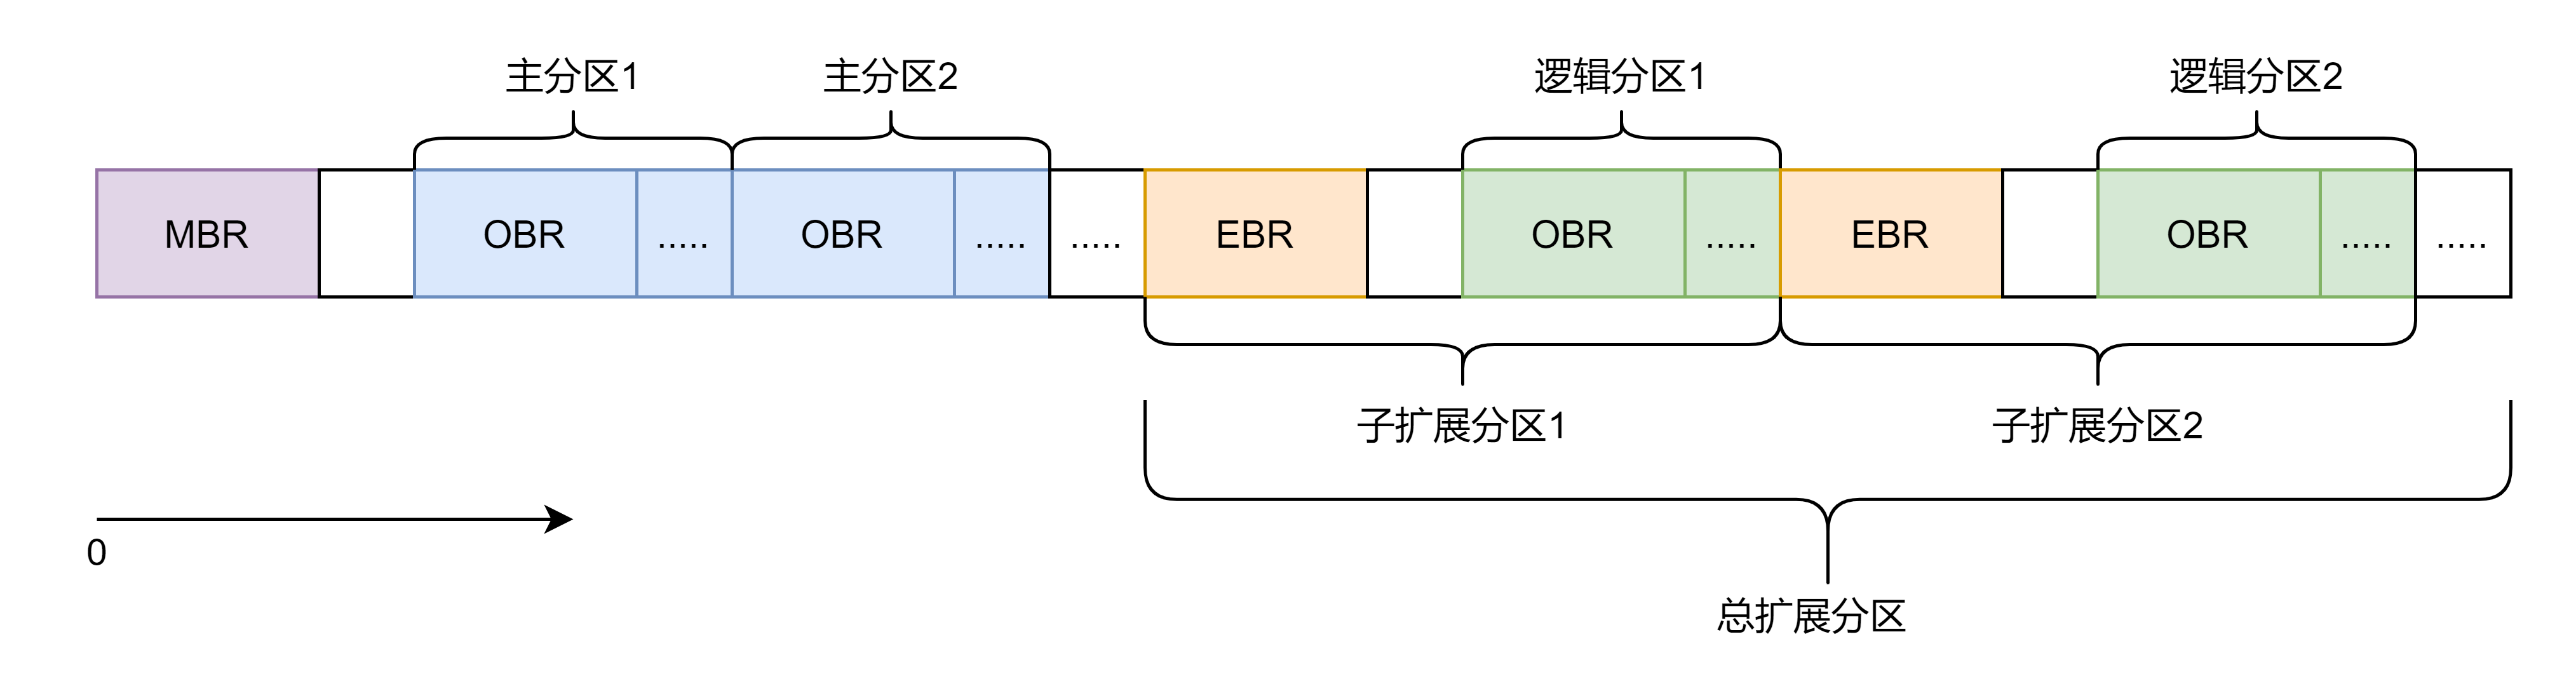 主分区1
主分区2
逻辑分区1
逻辑分区2
MBR
OBR
.....
OBR
.....
.....
EBR
OBR
.....
EBR
OBR
.....
.....
子扩展分区1
子扩展分区2
0
总扩展分区